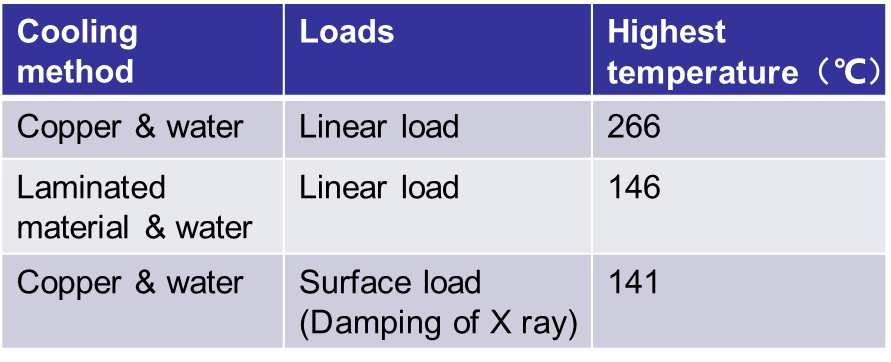 Cooling method
Loads
Highest temperature（℃）
Copper & water
Linear load
266
Laminated material & water
Linear load
146
Copper & water
Surface load (Damping of X ray)
141